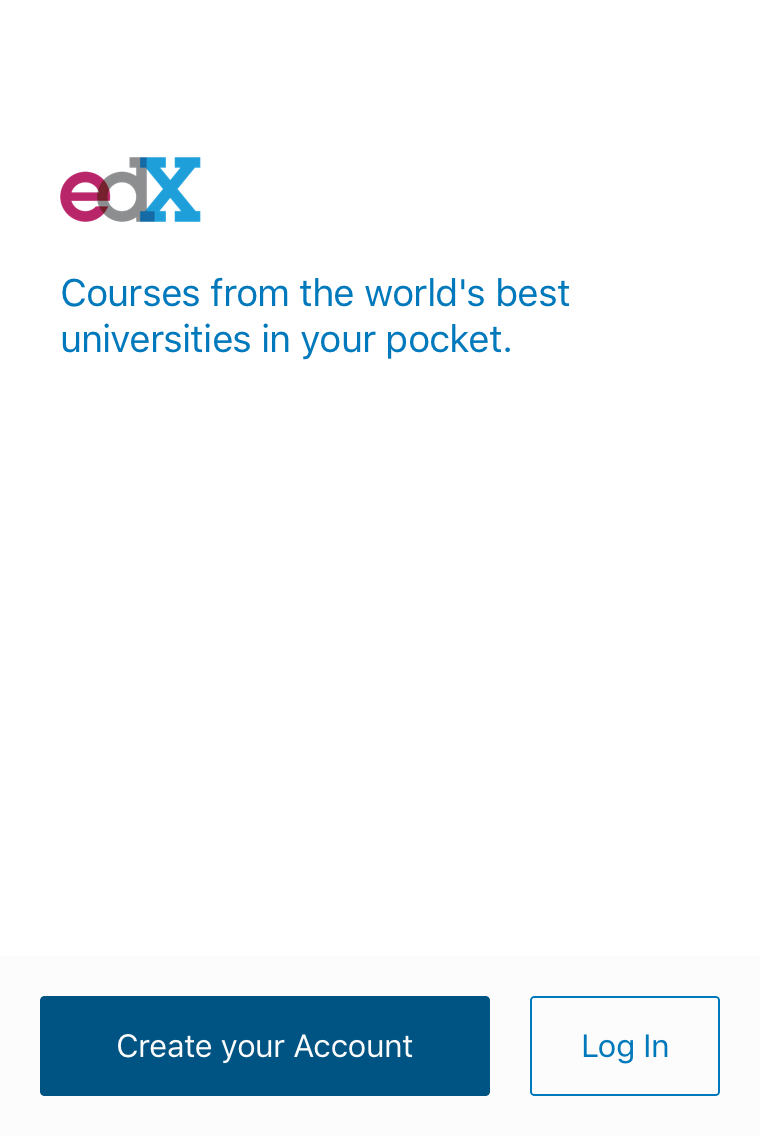 edX
Courses from the world's best
universities in your pocket.
Create your Account
Log In